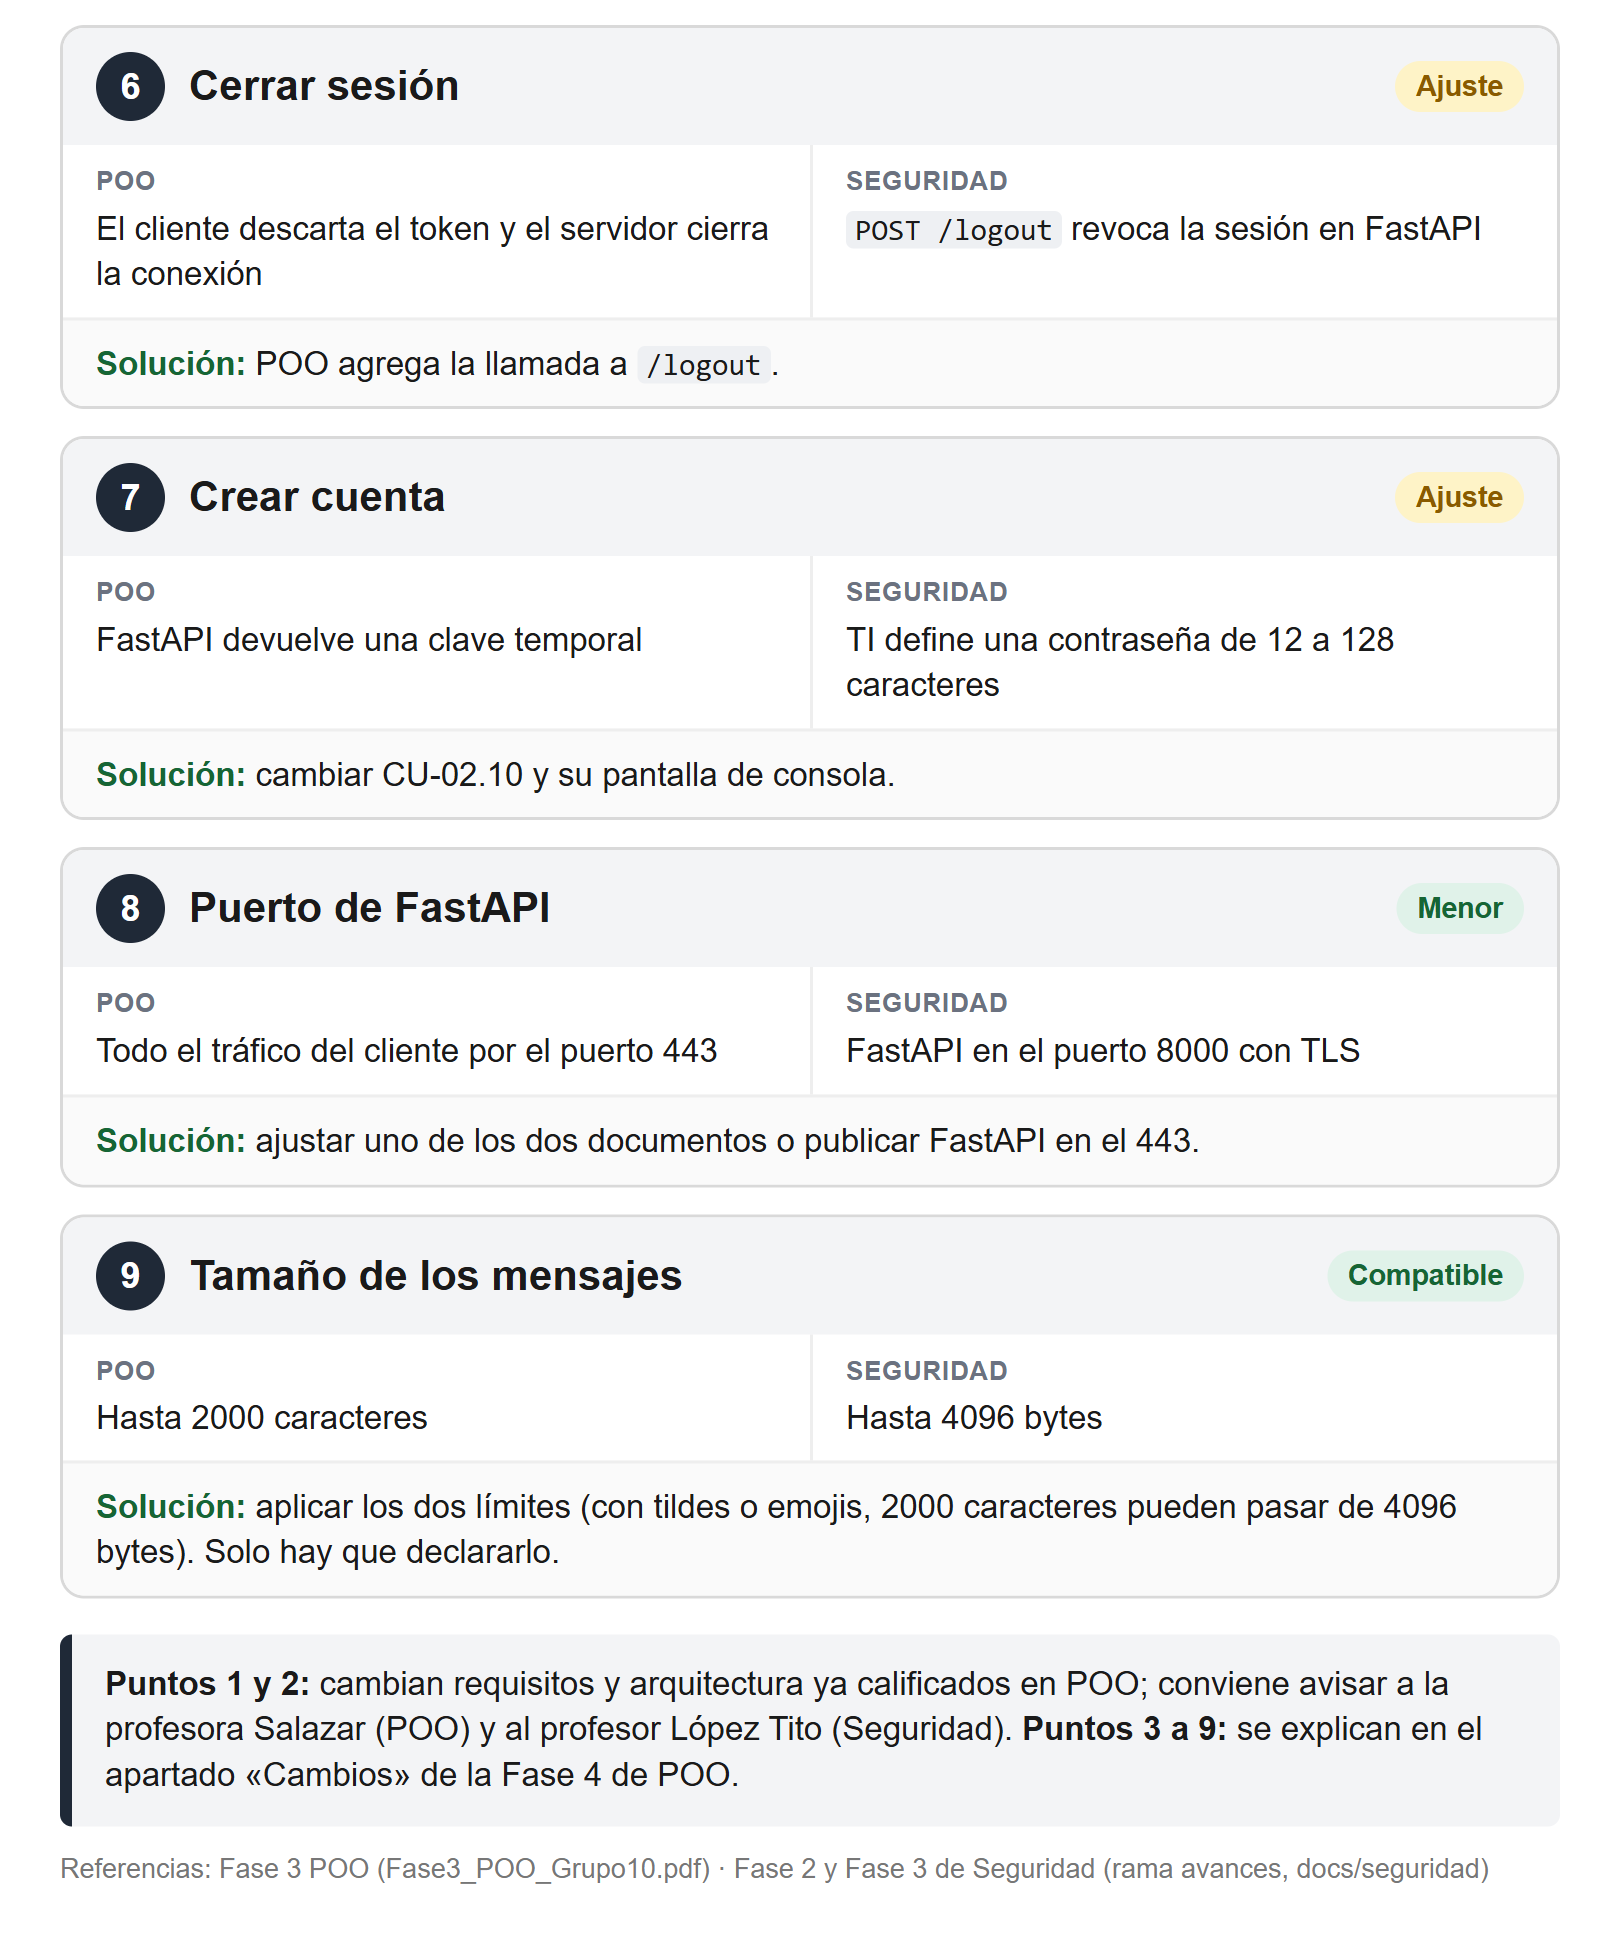 6 Cerrar sesión Ajuste
POO
El cliente descarta el token y el servidor cierra
la conexión
SEGURIDAD
POST /logout revoca la sesión en FastAPI
Solución: POO agrega la llamada a /logout.
7 Crear cuenta Ajuste
POO
FastAPI devuelve una clave temporal
SEGURIDAD
TI define una contraseña de 12 a 128
caracteres
Solución: cambiar CU-02.10 y su pantalla de consola.
8 Puerto de FastAPI Menor
POO
Todo el tráfico del cliente por el puerto 443
SEGURIDAD
FastAPI en el puerto 8000 con TLS
Solución: ajustar uno de los dos documentos o publicar FastAPI en el 443.
9 Tamaño de los mensajes Compatible
POO
Hasta 2000 caracteres
SEGURIDAD
Hasta 4096 bytes
Solución: aplicar los dos límites (con tildes o emojis, 2000 caracteres pueden pasar de 4096
bytes). Solo hay que declararlo.
Puntos 1 y 2: cambian requisitos y arquitectura ya calificados en POO; conviene avisar a la
profesora Salazar (POO) y al profesor López Tito (Seguridad). Puntos 3 a 9: se explican en el
apartado «Cambios» de la Fase 4 de POO.
Referencias: Fase 3 POO (Fase3_POO_Grupo10.pdf) · Fase 2 y Fase 3 de Seguridad (rama avances, docs/seguridad)